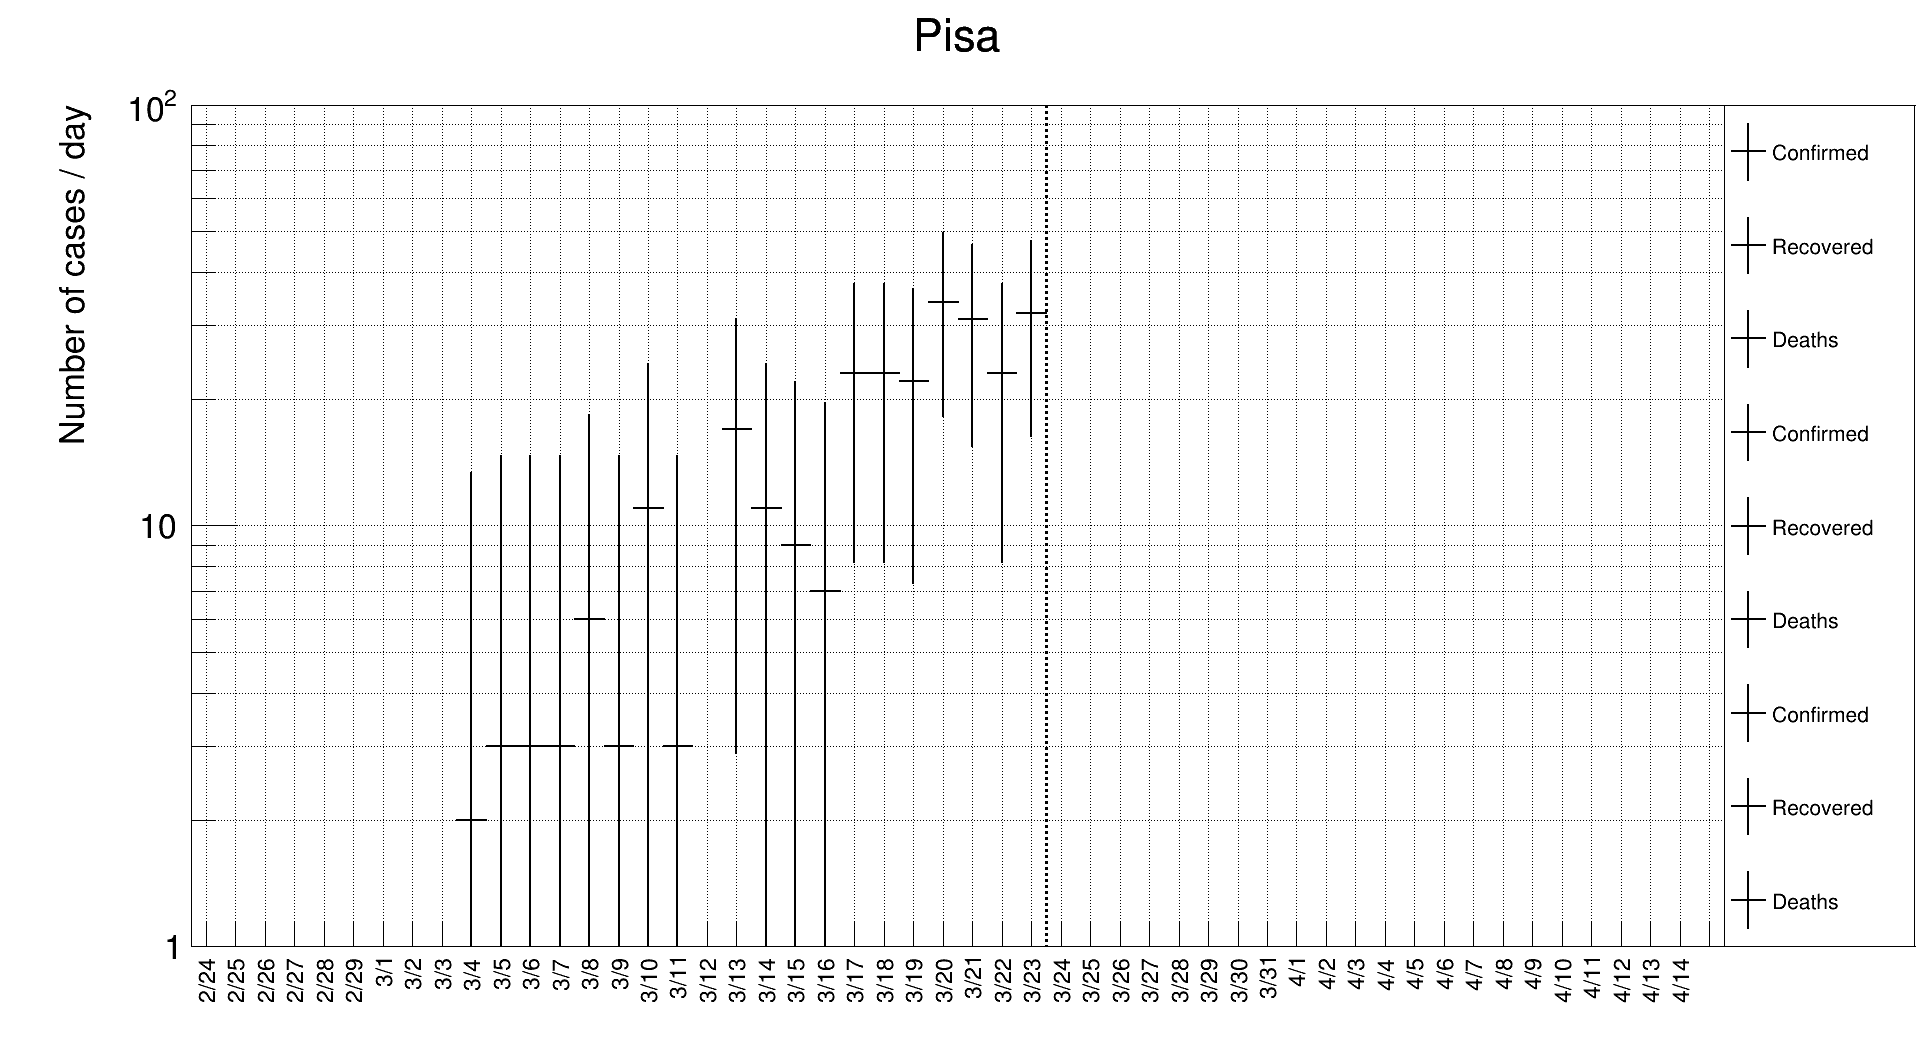 Pisa
Number of cases / day
10²
10
1
2/24 2/25 2/26 2/27 2/28 2/29 3/1 3/2 3/3 3/4 3/5 3/6 3/7 3/8 3/9 3/10 3/11 3/12 3/13 3/14 3/15 3/16 3/17 3/18 3/19 3/20 3/21 3/22 3/23 3/24 3/25 3/26 3/27 3/28 3/29 3/30 3/31 4/1 4/2 4/3 4/4 4/5 4/6 4/7 4/8 4/9 4/10 4/11 4/12 4/13 4/14
Confirmed
Recovered
Deaths
Confirmed
Recovered
Deaths
Confirmed
Recovered
Deaths